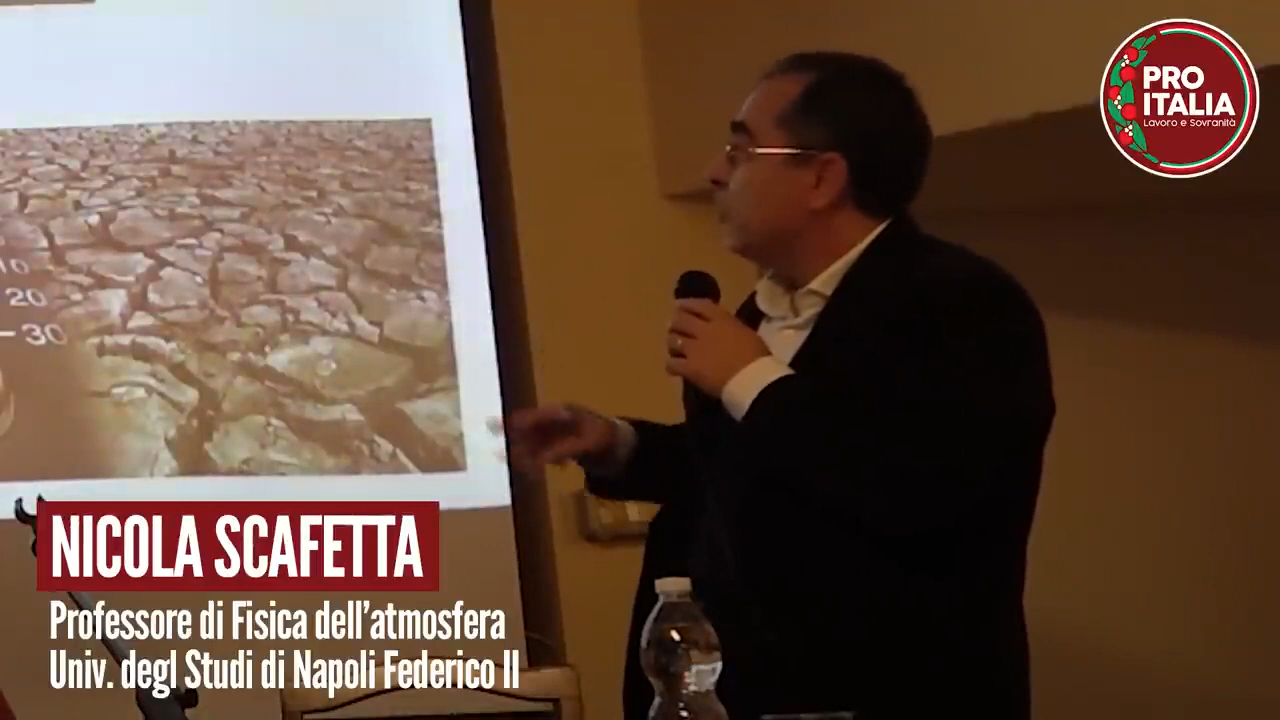 PRO
ITALIA
Lavoro e Sovranità
10
20
30
NICOLA SCAFETTA
Professore di Fisica dell'atmosfera
Univ. degl Studi di Napoli Federico II